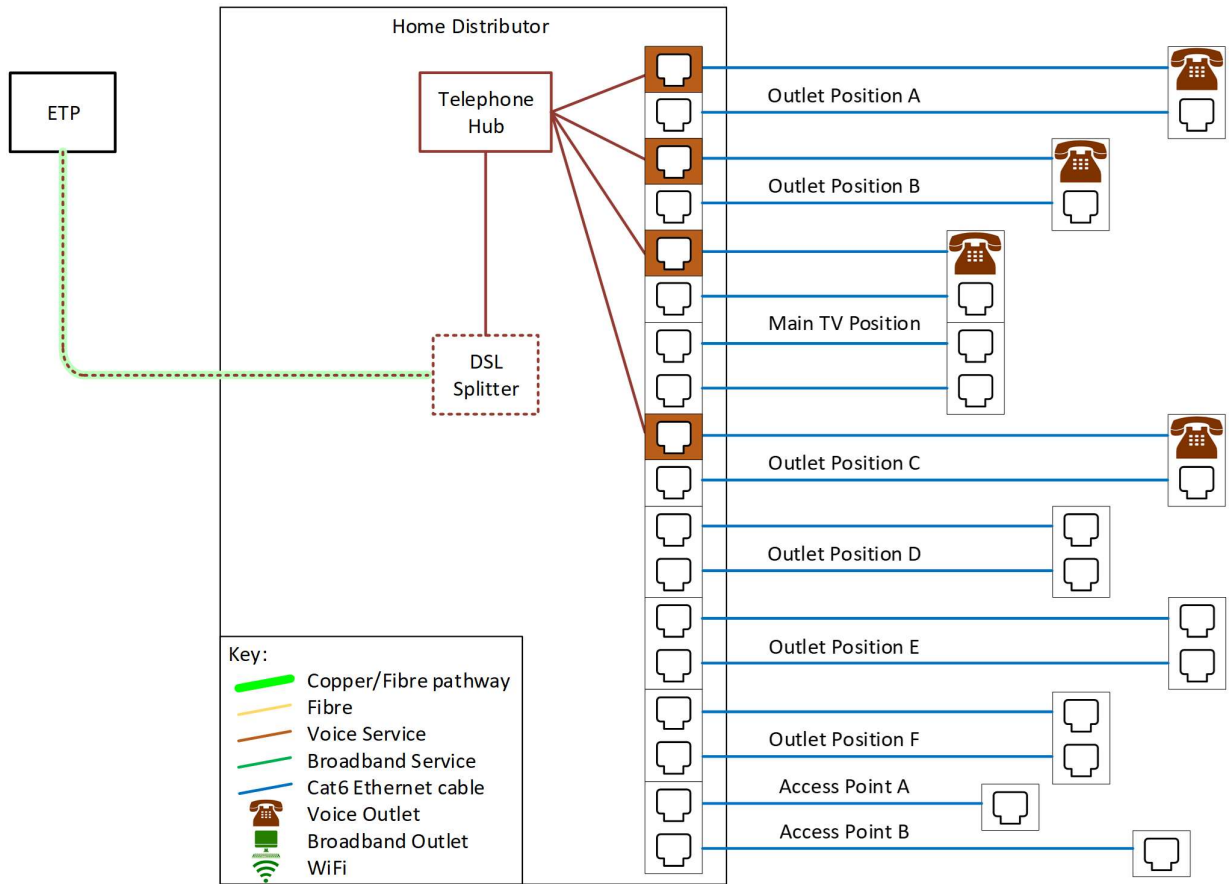 Home Distributor
ETP
Telephone
Hub
DSL
Splitter
Outlet Position A
Outlet Position B
Main TV Position
Outlet Position C
Outlet Position D
Outlet Position E
Outlet Position F
Access Point A
Access Point B
Key:
Copper/Fibre pathway
Fibre
Voice Service
Broadband Service
Cat6 Ethernet cable
Voice Outlet
Broadband Outlet
WiFi